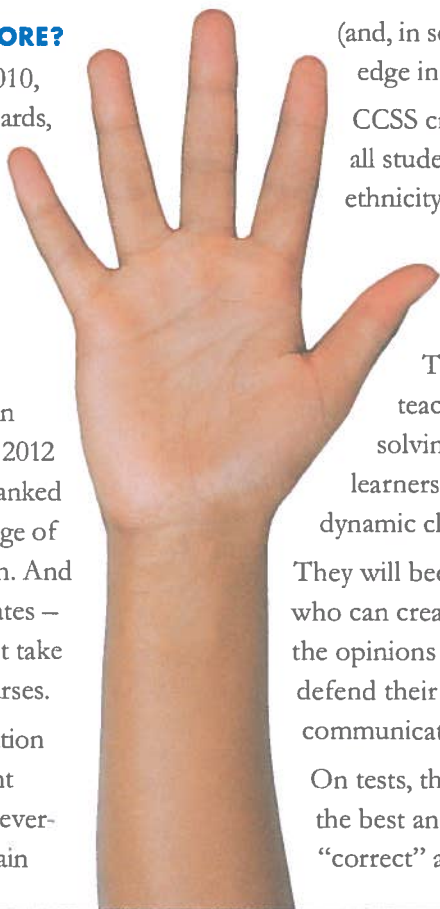 ORE?
010,
ards,
n
2012
anked
ge of
n. And
ates –
t take
rses.
tion
nt
ever-
ain
(and, in so
edge in
CCSS cr
all stude
ethnicity
T
teac
solvin
learners
dynamic cl
They will bec
who can crea
the opinions
defend their
communicat
On tests, th
the best an
“correct” a